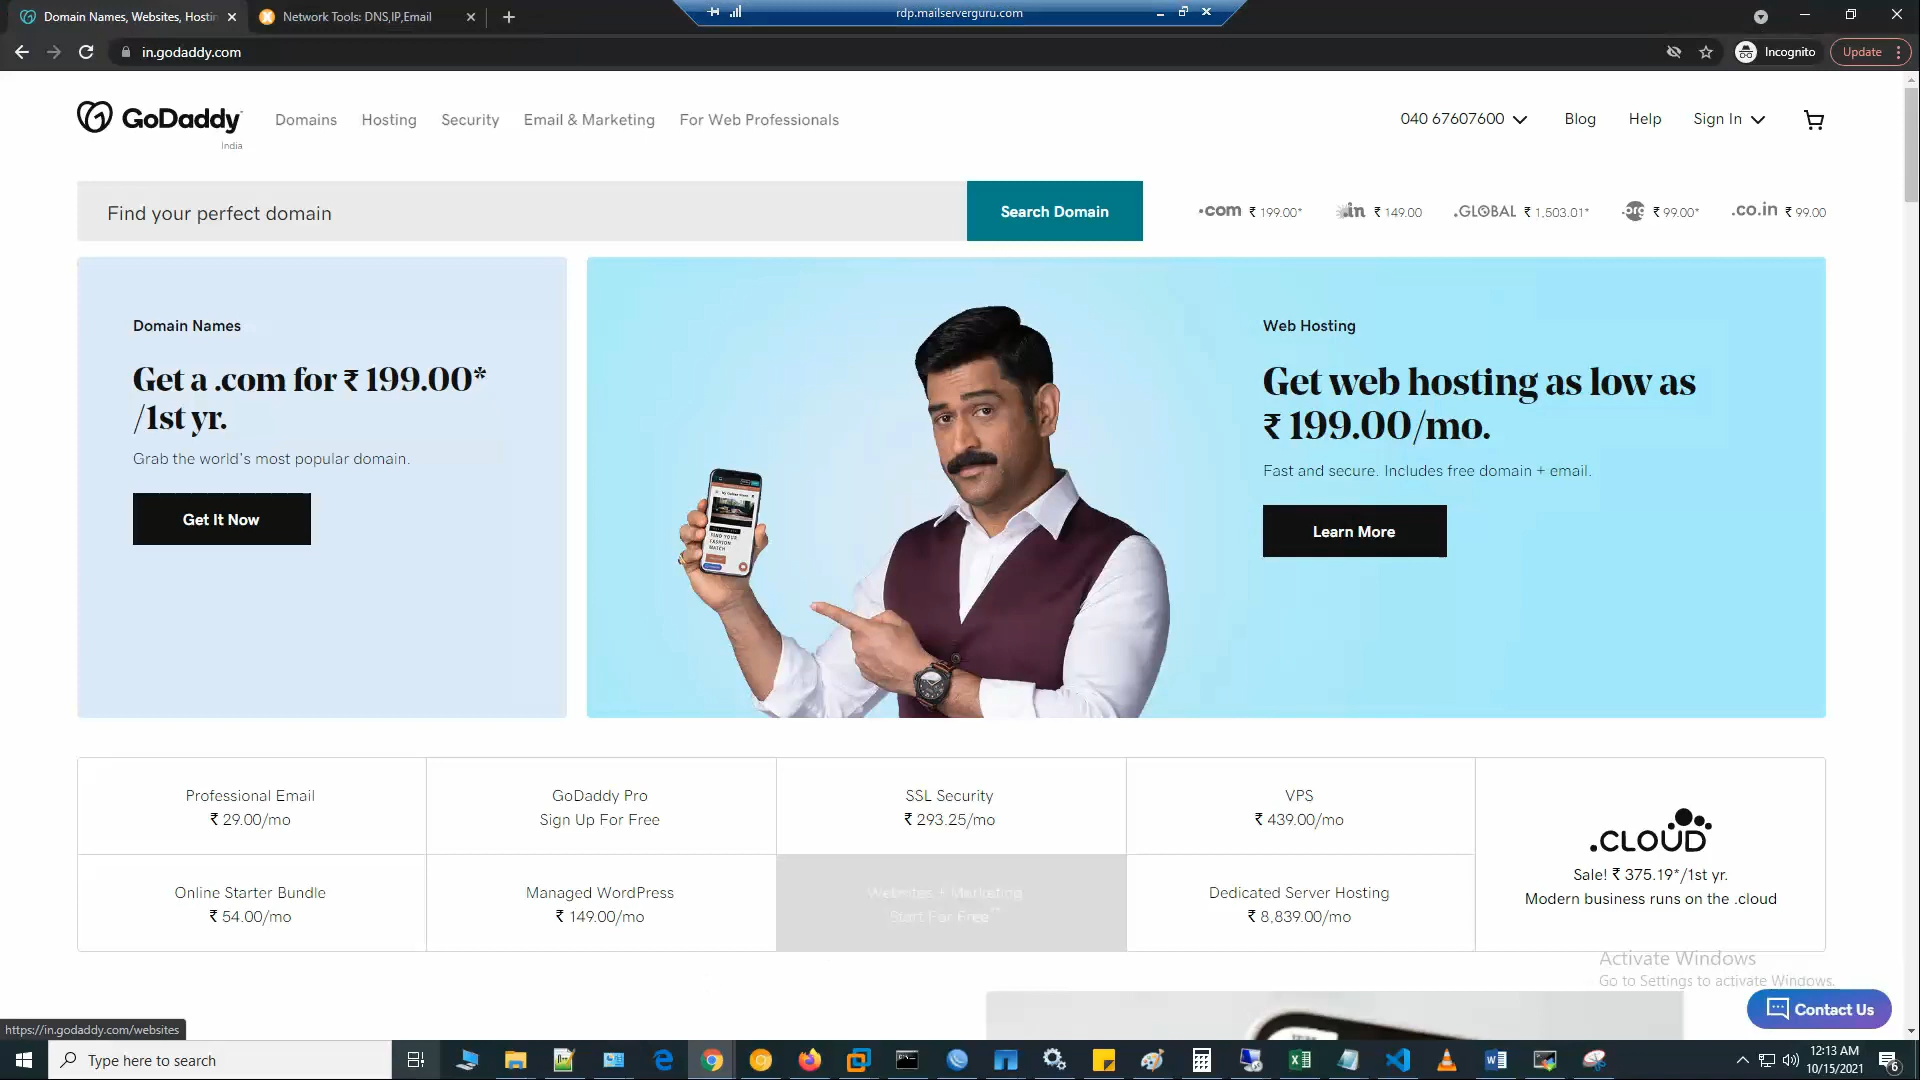 Domain Names, Websites, Hostin
Network Tools: DNS,IP,Email
rdp.mailserverguru.com
in.godaddy.com
Incognito
Update
GoDaddy
India
Domains
Hosting
Security
Email & Marketing
For Web Professionals
040 67607600
Blog
Help
Sign In
Find your perfect domain
Search Domain
.com ₹ 199.00*
.in ₹ 149.00
.GLOBAL ₹ 1,503.01*
.org ₹ 99.00*
.co.in ₹ 99.00
Domain Names
Get a .com for ₹ 199.00*
/1st yr.
Grab the world's most popular domain.
Get It Now
FIND YOUR
FASHION
MATCH
Web Hosting
Get web hosting as low as
₹ 199.00/mo.
Fast and secure. Includes free domain + email.
Learn More
Professional Email
₹ 29.00/mo
GoDaddy Pro
Sign Up For Free
SSL Security
₹ 293.25/mo
VPS
₹ 439.00/mo
.CLOUD
Sale! ₹ 375.19*/1st yr.
Modern business runs on the .cloud
Online Starter Bundle
₹ 54.00/mo
Managed WordPress
₹ 149.00/mo
Websites + Marketing
Start For Free
Dedicated Server Hosting
₹ 8,839.00/mo
Activate Windows
Go to Settings to activate Windows.
Contact Us
https://in.godaddy.com/websites
Type here to search
12:13 AM
10/15/2021
6